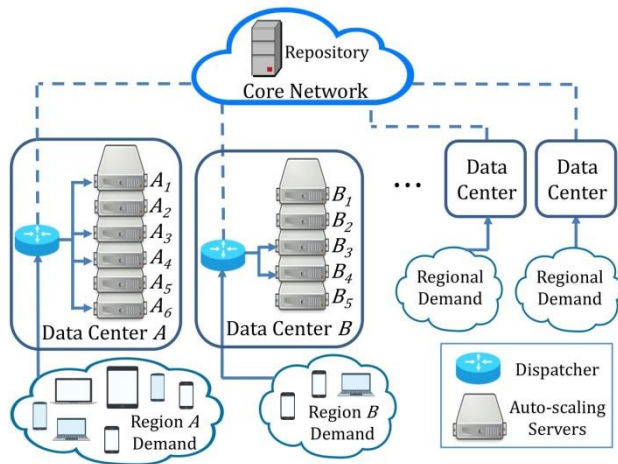 Repository
Core Network
A1
A2
A3
A4
A5
A6
Data Center A
B1
B2
B3
B4
B5
Data Center B
...
Data
Center
Data
Center
Regional
Demand
Regional
Demand
Region A
Demand
Region B
Demand
Dispatcher
Auto-scaling
Servers